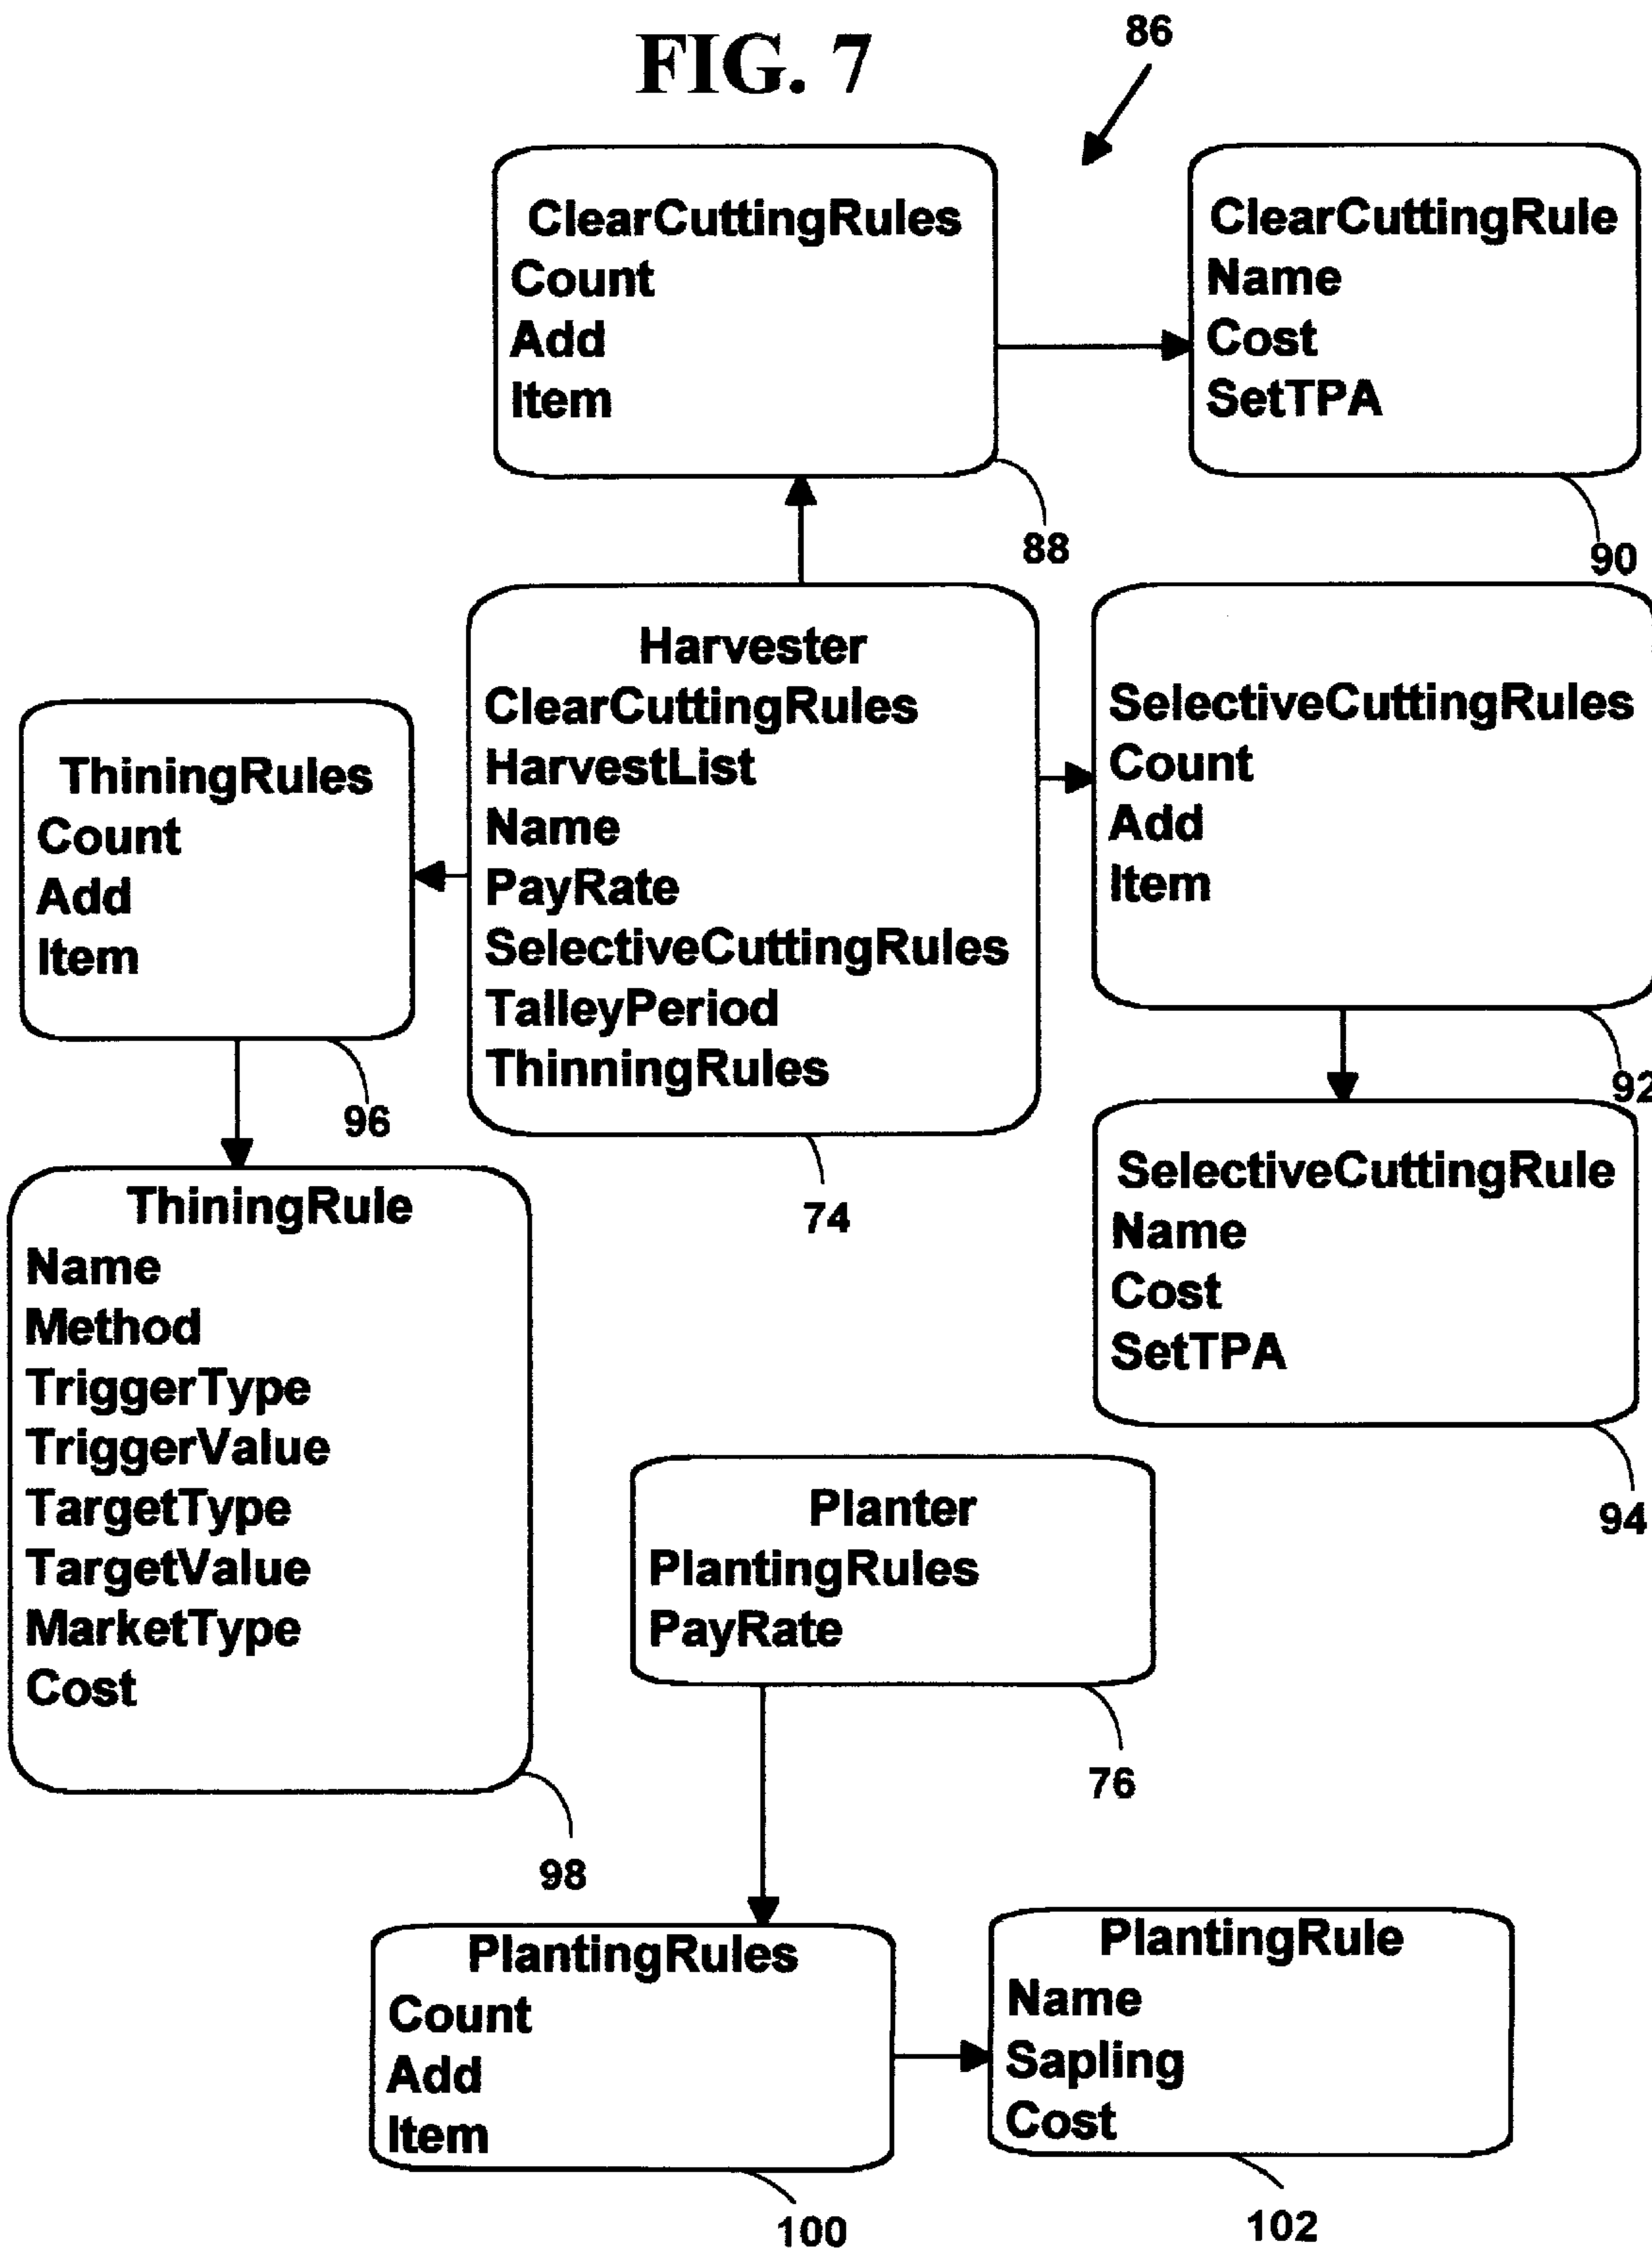 FIG. 7
86
ClearCuttingRules
Count
Add
Item
88
ClearCuttingRule
Name
Cost
SetTPA
90
Harvester
ClearCuttingRules
HarvestList
Name
PayRate
SelectiveCuttingRules
TalleyPeriod
ThinningRules
74
SelectiveCuttingRules
Count
Add
Item
92
ThiningRules
Count
Add
Item
96
SelectiveCuttingRule
Name
Cost
SetTPA
94
ThiningRule
Name
Method
TriggerType
TriggerValue
TargetType
TargetValue
MarketType
Cost
98
Planter
PlantingRules
PayRate
76
PlantingRules
Count
Add
Item
100
PlantingRule
Name
Sapling
Cost
102